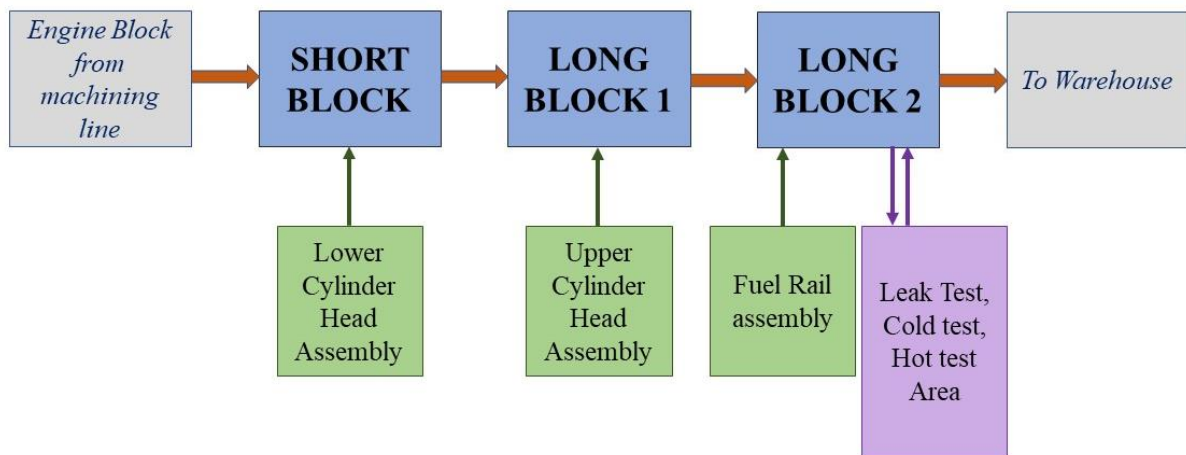 Engine Block
from
machining
line
SHORT
BLOCK
LONG
BLOCK 1
LONG
BLOCK 2
To Warehouse
Lower
Cylinder
Head
Assembly
Upper
Cylinder
Head
Assembly
Fuel Rail
assembly
Leak Test,
Cold test,
Hot test
Area